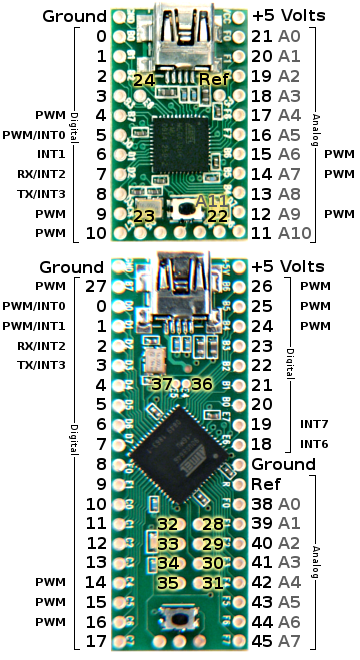 Ground +5 Volts
0 21 A0
1 20 A1
2 24 Ref 19 A2
3 18 A3
PWM 4 17 A4
PWM/INT0 5 16 A5
INT1 6 15 A6 PWM
RX/INT2 7 14 A7 PWM
TX/INT3 8 13 A8
A11
PWM 9 23 22 12 A9 PWM
PWM 10 11 A10
Digital
Analog
Ground +5 Volts
PWM 27 26 PWM
PWM/INT0 0 25 PWM
PWM/INT1 1 24 PWM
RX/INT2 2 23
TX/INT3 3 22
4 37 36 21
5 20
6 19 INT7
7 18 INT6
8 Ground
9 Ref
10 38 A0
11 32 28 39 A1
12 33 29 40 A2
13 34 30 41 A3
PWM 14 35 31 42 A4
PWM 15 43 A5
PWM 16 44 A6
17 45 A7
Digital
Digital
Analog